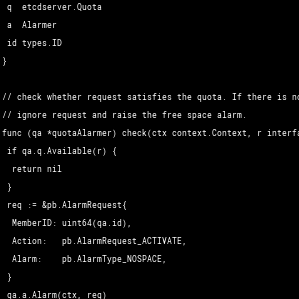 q etcdserver.Quota
a Alarmer
id types.ID
}
// check whether request satisfies the quota. If there is
// ignore request and raise the free space alarm.
func (qa *quotaAlarmer) check(ctx context.Context, r
if qa.q.Available(r) {
return nil
}
req := &pb.AlarmRequest{
MemberID: uint64(qa.id),
Action: pb.AlarmRequest_ACTIVATE,
Alarm: pb.AlarmType_NOSPACE,
}
qa.a.Alarm(ctx, req)